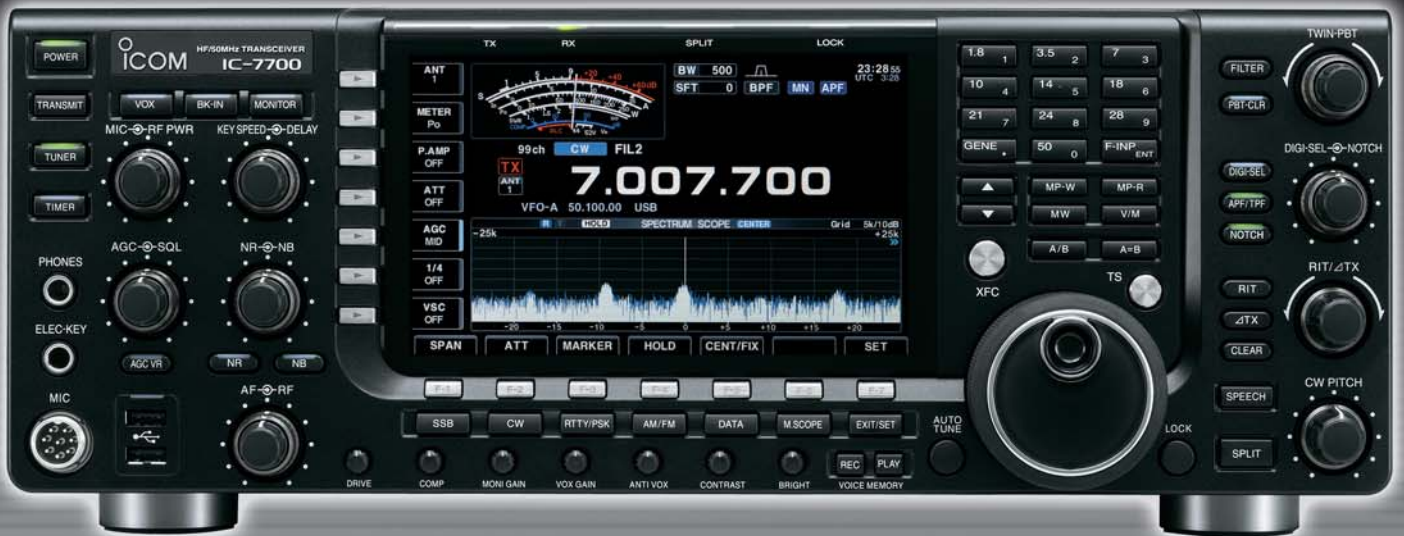 POWER
TRANSMIT
TUNER
TIMER
PHONES
ELEC-KEY
MIC
ICOM
HF/50MHz TRANSCEIVER
IC-7700
VOX BK-IN MONITOR
MIC RF PWR KEY SPEED DELAY
AGC SQL NR NB
AGC VR NR NB
AF RF
TX RX SPLIT LOCK
ANT
1
METER
Po
P.AMP
OFF
ATT
OFF
AGC
MID
1/4
OFF
VSC
OFF
S 1 5 9 +20 +40 +60dB
BW 500
SFT 0 BPF MN APF
23:28 55
UTC 3:28
99ch CW FIL2
TX
ANT
1
7.007.700
VFO-A 50.100.00 USB
HOLD SPECTRUM SCOPE CENTER Grid 5k/10dB
-25k +25k
-20 -15 -10 -5 0 +5 +10 +15 +20
SPAN ATT MARKER HOLD CENT/FIX SET
F-1 F-2 F-3 F-4 F-5 F-6 F-7
SSB CW RTTY/PSK AM/FM DATA M.SCOPE EXIT/SET
DRIVE COMP MONI GAIN VOX GAIN ANTI VOX CONTRAST BRIGHT
REC PLAY
VOICE MEMORY
1.8 1 3.5 2 7 3
10 4 14 5 18 6
21 7 24 8 28 9
GENE . 50 0 F-INP ENT
MP-W MP-R
MW V/M
A/B A=B
XFC
TS
AUTO
TUNE
LOCK
FILTER
PBT-CLR
DIGI-SEL
APF/TPF
NOTCH
RIT
⊿TX
CLEAR
SPEECH
SPLIT
TWIN-PBT
DIGI-SEL NOTCH
RIT/⊿TX
CW PITCH